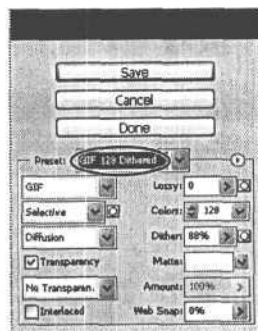 Save
Cancel
Done
Preset: GIF 128 Dithered
GIF Lossy: 0
Selective Colors: 128
Diffusion Dither: 88%
Transparency Matte:
No Transparen. Amount: 100%
Interlaced Web Snap: 0%